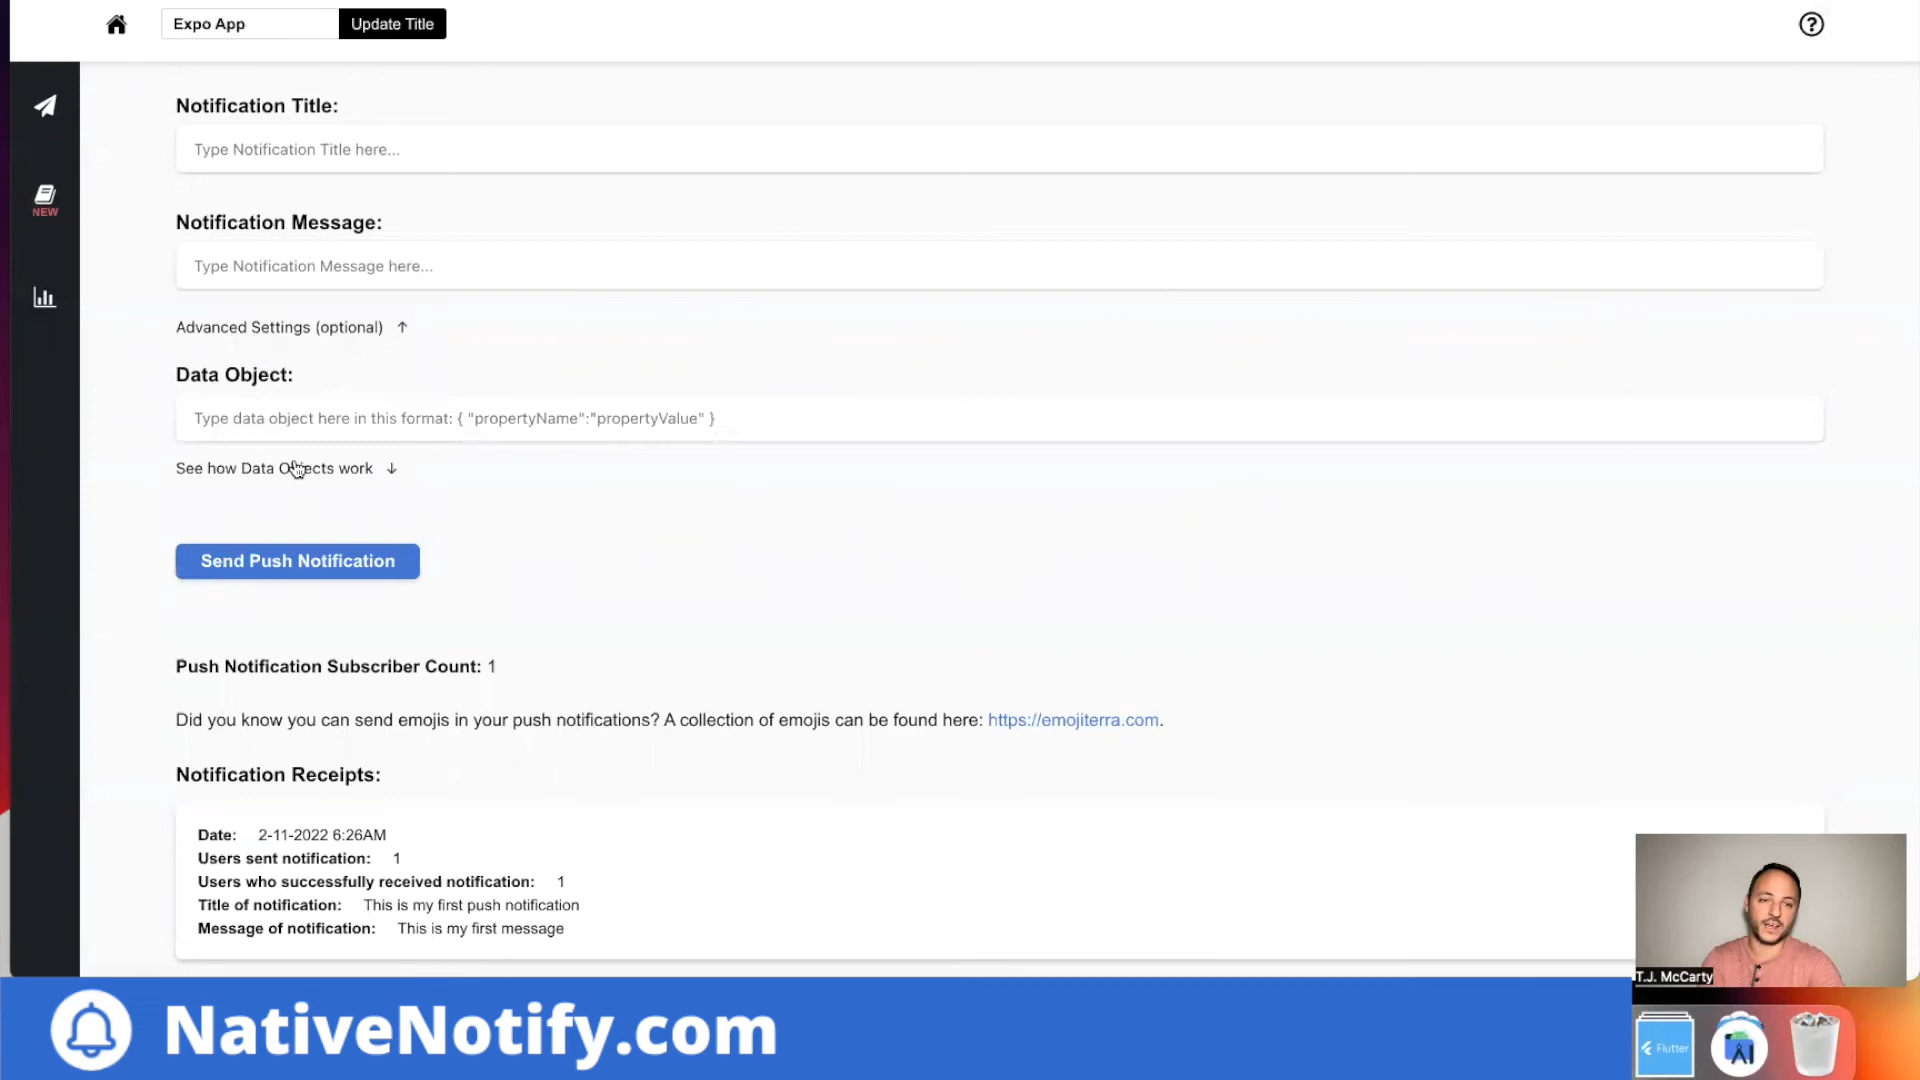 Expo App
Update Title
Notification Title:
Type Notification Title here...
NEW
Notification Message:
Type Notification Message here...
Advanced Settings (optional) ↑
Data Object:
Type data object here in this format: { "propertyName":"propertyValue" }
See how Data Objects work ↓
Send Push Notification
Push Notification Subscriber Count: 1
Did you know you can send emojis in your push notifications? A collection of emojis can be found here: https://emojiterra.com.
Notification Receipts:
Date: 2-11-2022 6:26AM
Users sent notification: 1
Users who successfully received notification: 1
Title of notification: This is my first push notification
Message of notification: This is my first message
T.J. McCarty
NativeNotify.com
Flutter